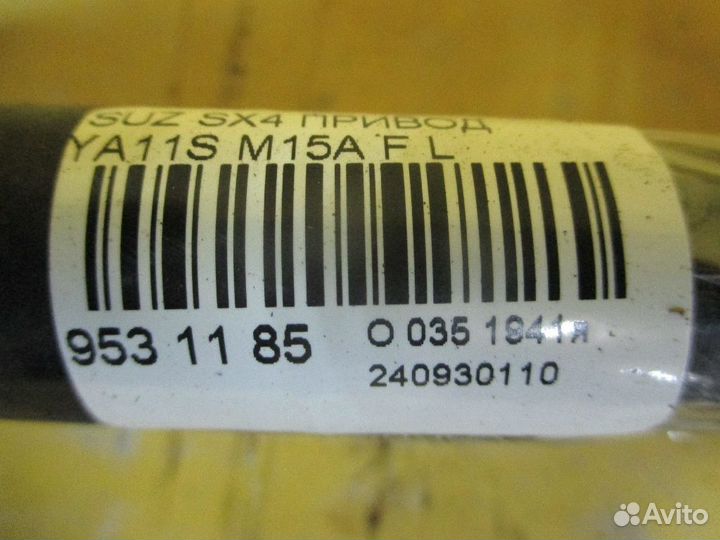 SUZ SX4 ПРИВОД
YA11S M15A F L
953 11 85
О 035 1941я
240930110
Avito